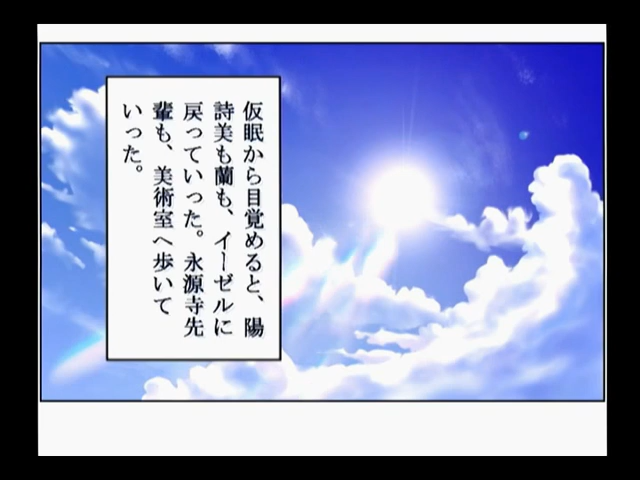 仮眠から目覚めると、陽
詩美も蘭も、イーゼルに
戻っていった。永源寺先
輩も、美術室へ歩いて
いった。